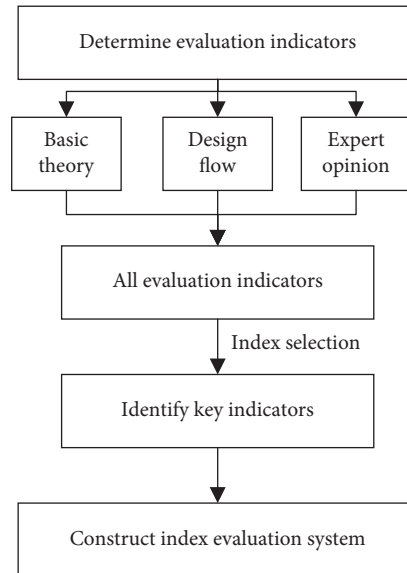 Determine evaluation indicators
Basic
theory
Design
flow
Expert
opinion
All evaluation indicators
Index selection
Identify key indicators
Construct index evaluation system